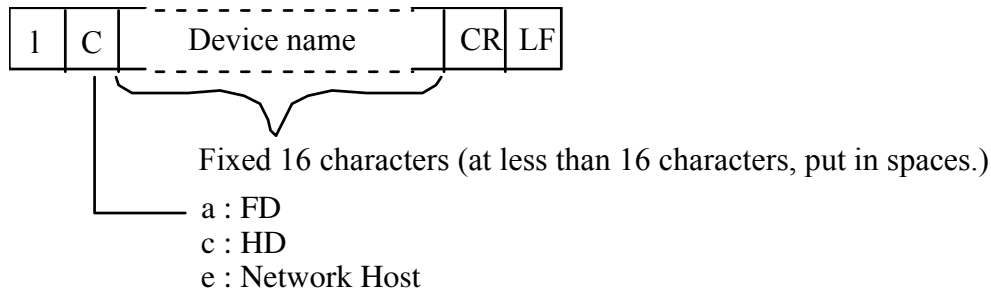 l C Device name CR LF
Fixed 16 characters (at less than 16 characters, put in spaces.)
a : FD
c : HD
e : Network Host